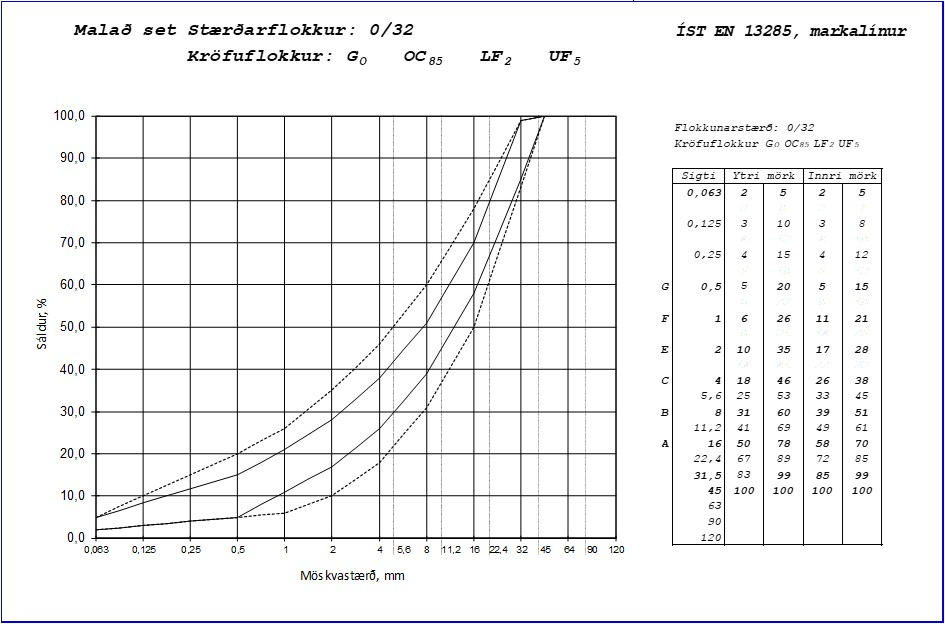 Malað set Stærðarflokkur: 0/32
ÍST EN 13285, markalínur
Kröfuflokkur: GO OC85 LF2 UF5
100,0
90,0
80,0
70,0
60,0
50,0
40,0
30,0
20,0
10,0
0,0
Sáldur, %
0,063 0,125 0,25 0,5 1 2 4 5,6 8 11,2 16 22,4 32 45 64 90 120
Möskvastærð, mm
Flokkunarstærð: 0/32
Kröfuflokkur GO OC85 LF2 UF5
Sigti Ytri mörk Innri mörk
0,063 2 5 2 5
0,125 3 10 3 8
0,25 4 15 4 12
G 0,5 5 20 5 15
F 1 6 26 11 21
E 2 10 35 17 28
C 4 18 46 26 38
5,6 25 53 33 45
B 8 31 60 39 51
11,2 41 69 49 61
A 16 50 78 58 70
22,4 67 89 72 85
31,5 83 99 85 99
45 100 100 100 100
63
90
120